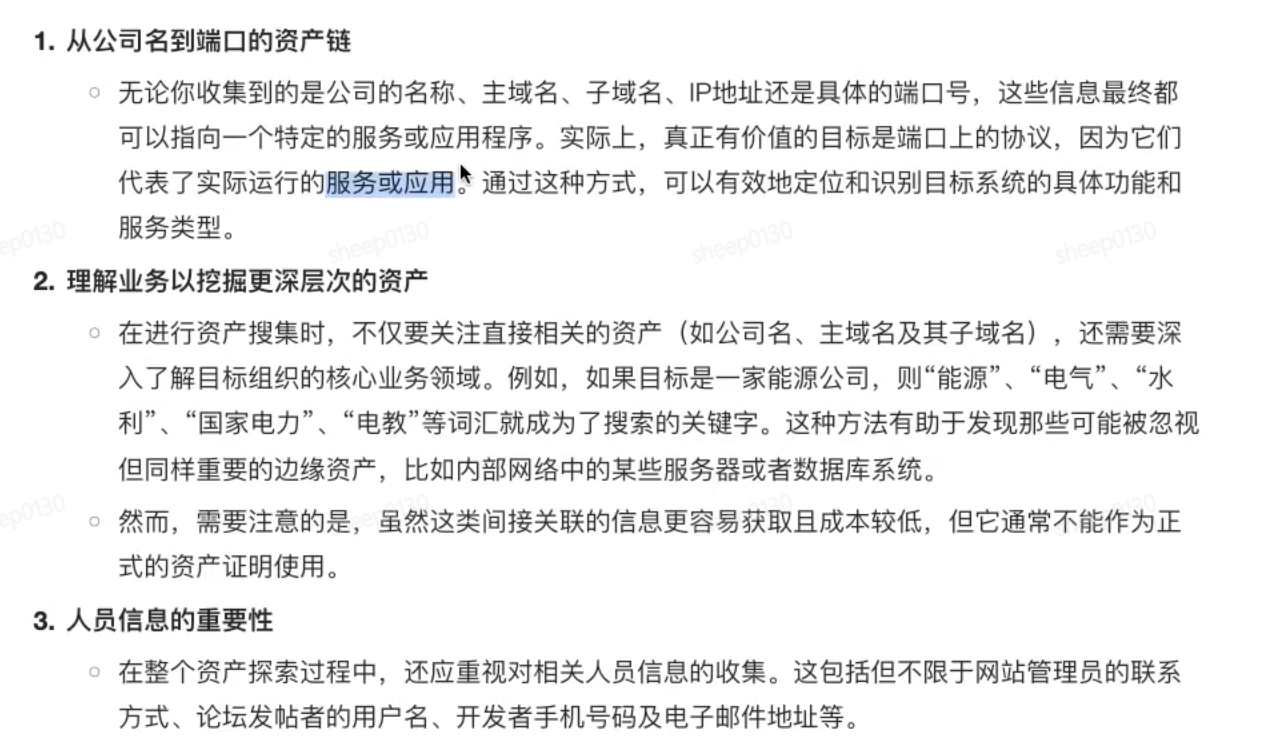 1. 从公司名到端口的资产链
无论你收集到的是公司的名称、主域名、子域名、IP地址还是具体的端口号，这些信息最终都
可以指向一个特定的服务或应用程序。实际上，真正有价值的目标是端口上的协议，因为它们
代表了实际运行的服务或应用。通过这种方式，可以有效地定位和识别目标系统的具体功能和
服务类型。
ep0130
sheep0130
sheep0130
sheep0130
2. 理解业务以挖掘更深层次的资产
在进行资产搜集时，不仅要关注直接相关的资产（如公司名、主域名及其子域名），还需要深
入了解目标组织的核心业务领域。例如，如果目标是一家能源公司，则“能源”、“电气”、“水
利”、“国家电力”、“电教”等词汇就成为了搜索的关键字。这种方法有助于发现那些可能被忽视
但同样重要的边缘资产，比如内部网络中的某些服务器或者数据库系统。
ep0130
sheep0130
sheep0130
sheep0130
然而，需要注意的是，虽然这类间接关联的信息更容易获取且成本较低，但它通常不能作为正
式的资产证明使用。
3. 人员信息的重要性
在整个资产探索过程中，还应重视对相关人员信息的收集。这包括但不限于网站管理员的联系
方式、论坛发帖者的用户名、开发者手机号码及电子邮件地址等。